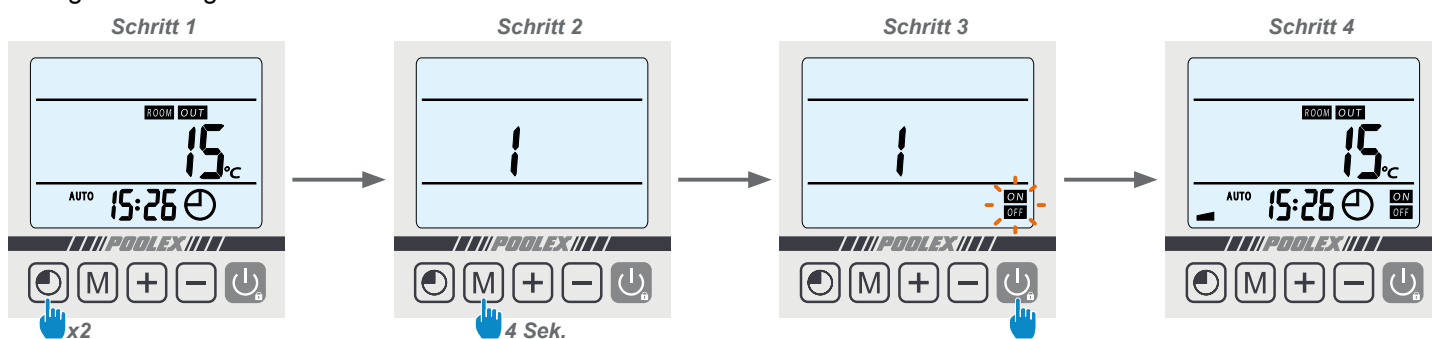 Schritt 1
Schritt 2
Schritt 3
Schritt 4
ROOM OUT
15°C
AUTO 15:26
POOLEX
M
x2
1
POOLEX
M
4 Sek.
1
ON
OFF
POOLEX
M
ROOM OUT
15°C
AUTO 15:26 ON
OFF
POOLEX
M